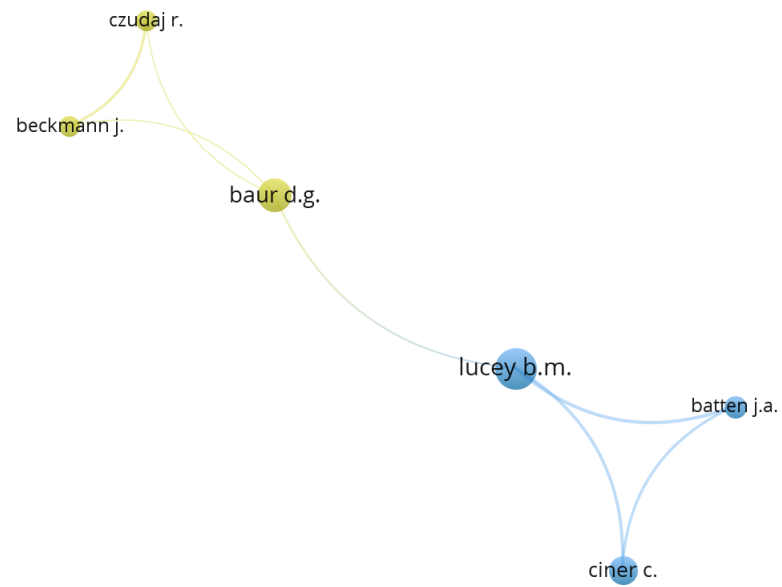 czudaj r.
beckmann j.
baur d.g.
lucey b.m.
batten j.a.
ciner c.